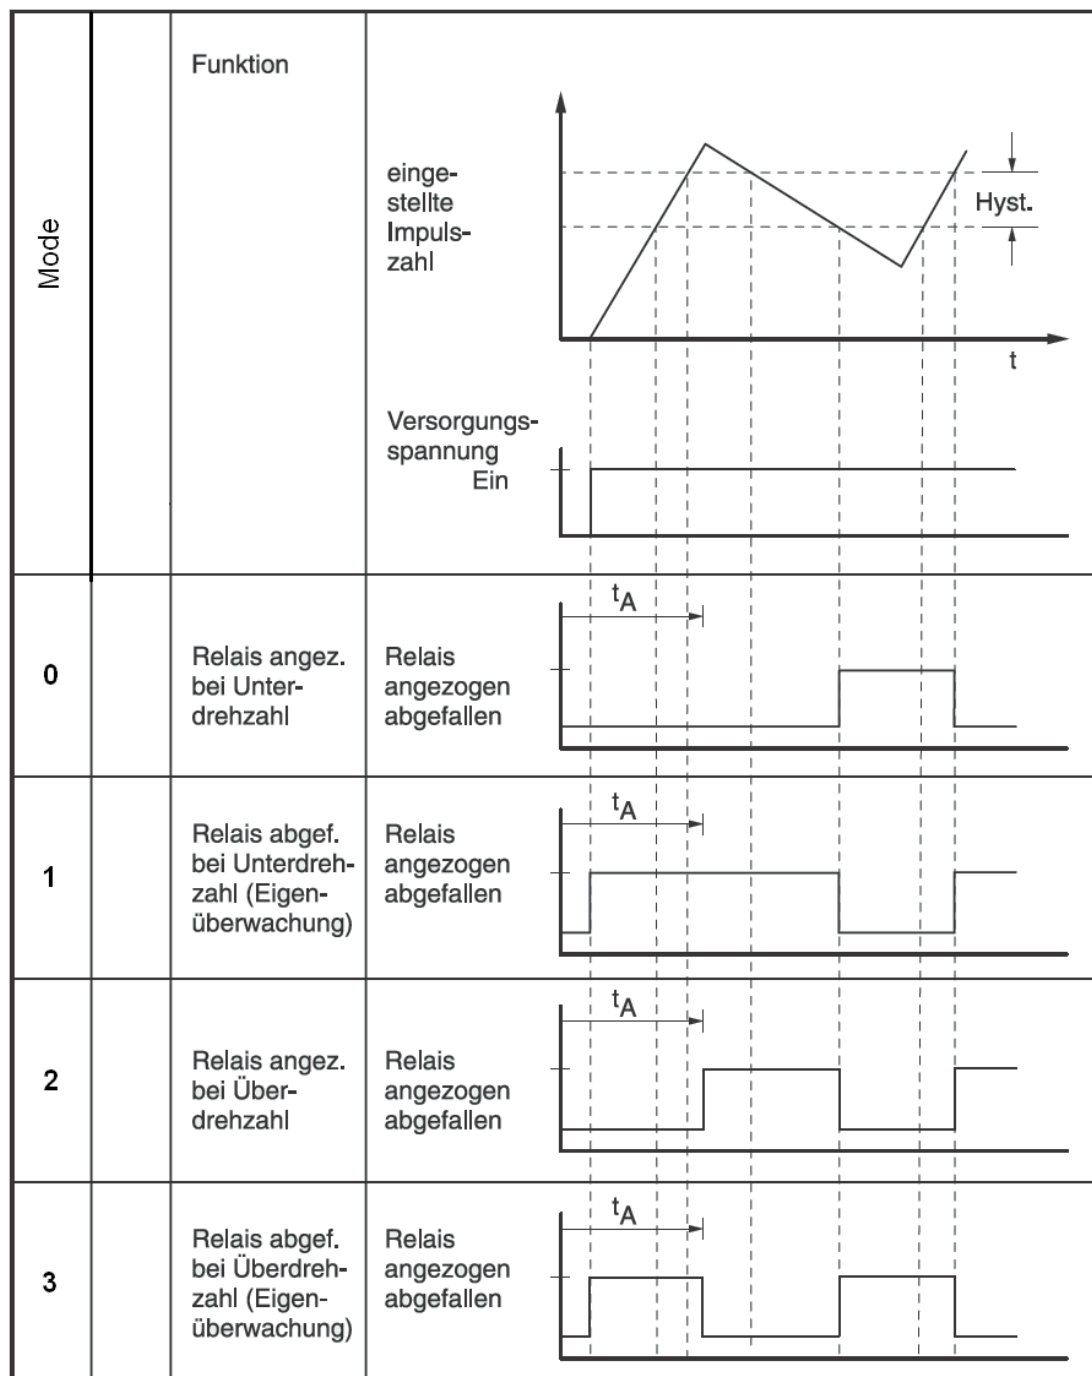 Mode
Funktion
einge-
stellte
Impuls-
zahl
Hyst.
t
Versorgungs-
spannung
Ein
0
Relais angez.
bei Unter-
drehzahl
Relais
angezogen
abgefallen
tA
1
Relais abgef.
bei Unterdreh-
zahl (Eigen-
überwachung)
Relais
angezogen
abgefallen
tA
2
Relais angez.
bei Über-
drehzahl
Relais
angezogen
abgefallen
tA
3
Relais abgef.
bei Überdreh-
zahl (Eigen-
überwachung)
Relais
angezogen
abgefallen
tA